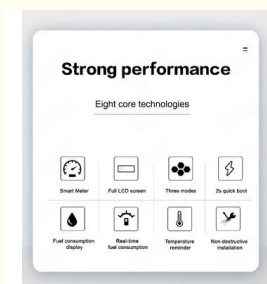 Strong performance
Eight core technologies
Smart Meter
Full LCD screen
Three modes
2s quick boot
Fuel consumption
display
Real-time
fuel consumption
Temperature
reminder
Non-destructive
installation